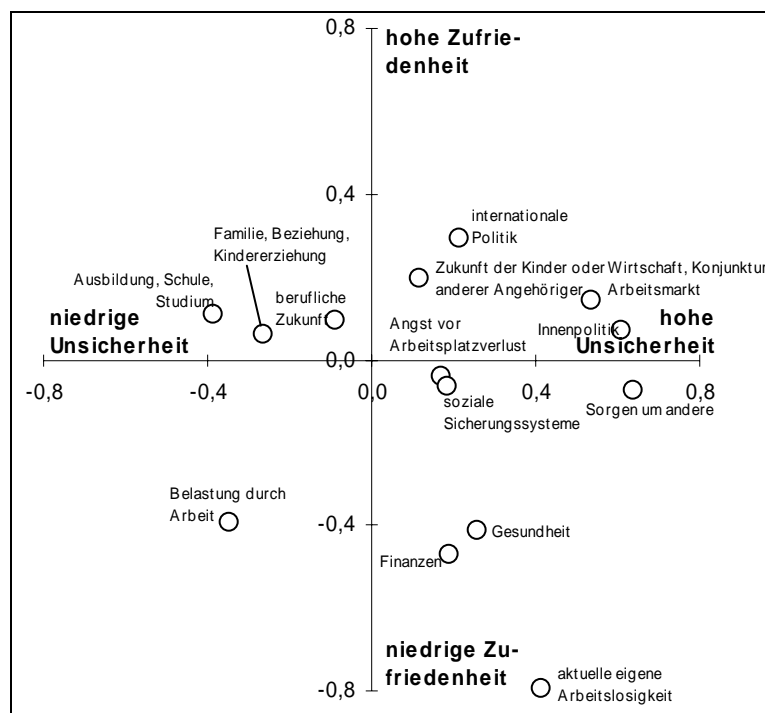 0,8
hohe Zufrie-
denheit
0,4
internationale
Politik
Familie, Beziehung,
Kindererziehung
Zukunft der Kinder oder
anderer Angehöriger
Wirtschaft, Konjunktur
Arbeitsmarkt
Ausbildung, Schule,
Studium
berufliche
Zukunft
niedrige
Unsicherheit
Angst vor
Arbeitsplatzverlust
Innenpolitik
hohe
Unsicherheit
0,0
-0,8
-0,4
0,0
0,4
0,8
soziale
Sicherungssysteme
Sorgen um andere
Belastung durch
Arbeit
-0,4
Gesundheit
Finanzen
niedrige Zu-
friedenheit
-0,8
aktuelle eigene
Arbeitslosigkeit